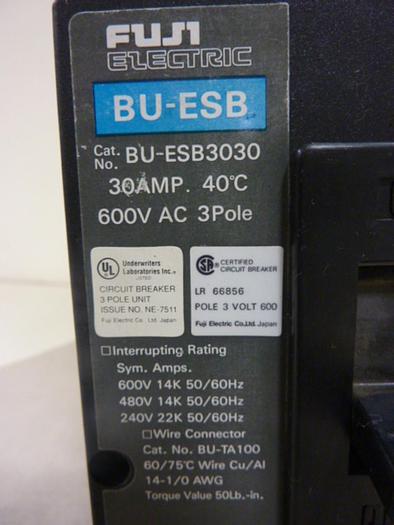 FUJI
ELECTRIC
BU-ESB
Cat. No. BU-ESB3030
30AMP. 40°C
600V AC 3Pole
UL Underwriters Laboratories Inc.®
LISTED
CIRCUIT BREAKER
3 POLE UNIT
ISSUE NO. NE-7511
Fuji Electric Co. Ltd. Japan
SA CERTIFIED
CIRCUIT BREAKER
LR 66856
POLE 3 VOLT 600
Fuji Electric Co.,Ltd. Japan
□Interrupting Rating
Sym. Amps.
600V 14K 50/60Hz
480V 14K 50/60Hz
240V 22K 50/60Hz
□Wire Connector
Cat. No. BU-TA100
60/75°C Wire Cu/Al
14-1/0 AWG
Torque Value 50Lb.-in.